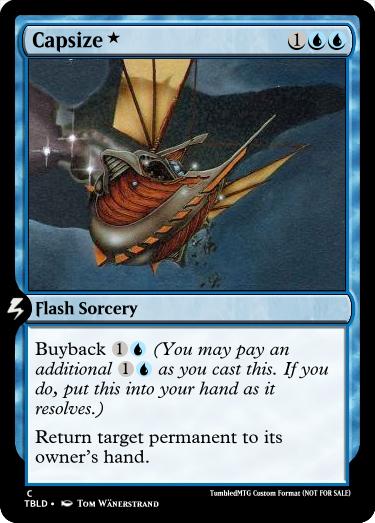 Capsize ★
1
Flash Sorcery
Buyback 1 (You may pay an
additional 1 as you cast this. If you
do, put this into your hand as it
resolves.)
Return target permanent to its
owner's hand.
C
TBLD • Tom Wänerstrand
TumbledMTG Custom Format (NOT FOR SALE)